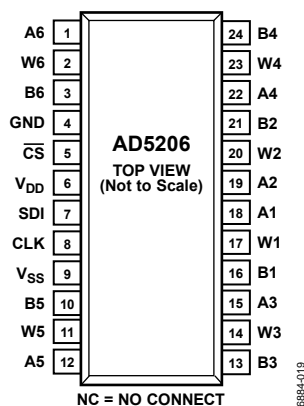 A6 1
W6 2
B6 3
GND 4
CS 5
VDD 6
SDI 7
CLK 8
VSS 9
B5 10
W5 11
A5 12
AD5206
TOP VIEW
(Not to Scale)
24 B4
23 W4
22 A4
21 B2
20 W2
19 A2
18 A1
17 W1
16 B1
15 A3
14 W3
13 B3
NC = NO CONNECT
6884-019